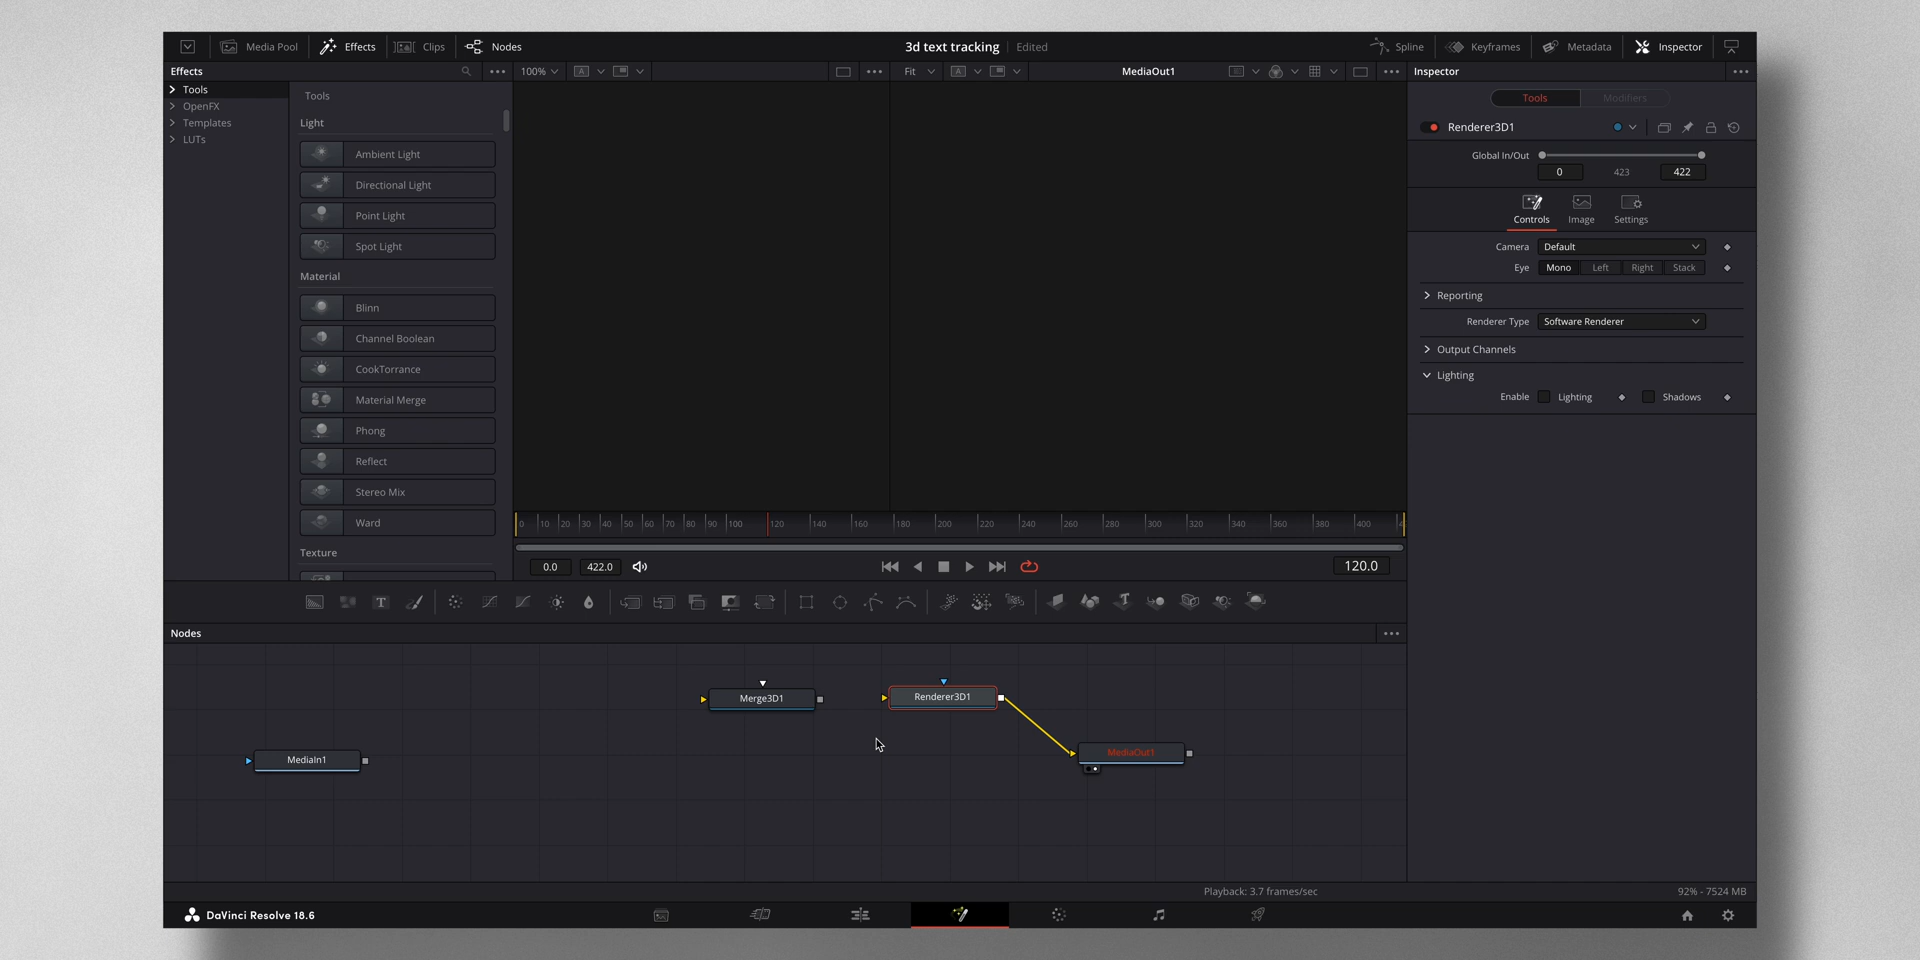 Media Pool Effects Clips Nodes 3d text tracking Edited Spline Keyframes Metadata Inspector
Effects 100% A Fit A MediaOut1 Inspector
Tools
OpenFX
Templates
LUTs
Tools
Light
Ambient Light
Directional Light
Point Light
Spot Light
Material
Blinn
Channel Boolean
CookTorrance
Material Merge
Phong
Reflect
Stereo Mix
Ward
Texture
0 10 20 30 40 50 60 70 80 90 100 120 140 160 180 200 220 240 260 280 300 320 340 360 380 400
0.0 422.0 120.0
Tools Modifiers
Renderer3D1
Global In/Out
0 423 422
Controls Image Settings
Camera Default
Eye Mono Left Right Stack
Reporting
Renderer Type Software Renderer
Output Channels
Lighting
Enable Lighting Shadows
T T
Nodes
Merge3D1 Renderer3D1
MediaIn1 MediaOut1
Playback: 3.7 frames/sec 92% - 7524 MB
DaVinci Resolve 18.6